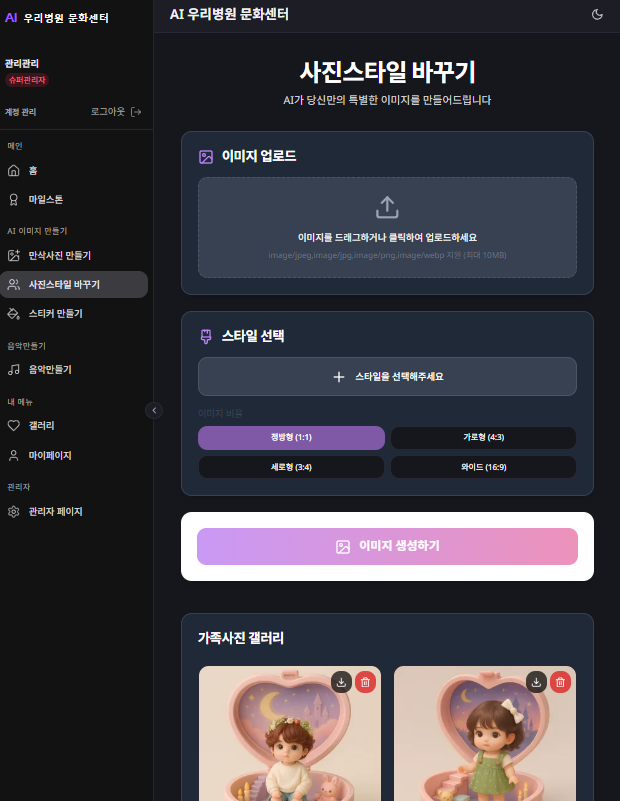 AI 우리병원 문화센터
관리관리
슈퍼관리자
계정 관리
로그아웃
메인
홈
마일스톤
AI 이미지 만들기
만삭사진 만들기
사진스타일 바꾸기
스티커 만들기
음악만들기
음악만들기
내 메뉴
갤러리
마이페이지
관리자
관리자 페이지
AI 우리병원 문화센터
사진스타일 바꾸기
AI가 당신만의 특별한 이미지를 만들어드립니다
이미지 업로드
이미지를 드래그하거나 클릭하여 업로드하세요
image/jpeg,image/jpg,image/png,image/webp 지원 (최대 10MB)
스타일 선택
스타일을 선택해주세요
이미지 비율
정방형 (1:1)
가로형 (4:3)
세로형 (3:4)
와이드 (16:9)
이미지 생성하기
가족사진 갤러리